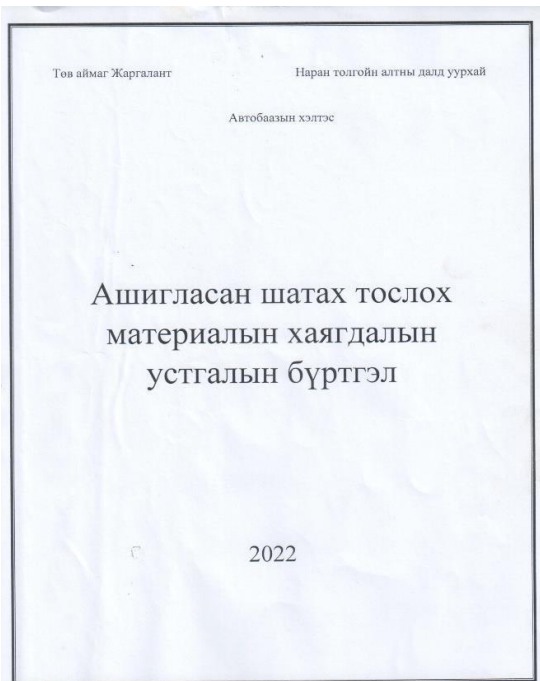 Төв аймаг Жаргалант Наран толгойн алтны далд уурхай
Автобаазын хэлтэс
Ашигласан шатах тослох
материалын хаягдалын
устгалын бүртгэл
2022